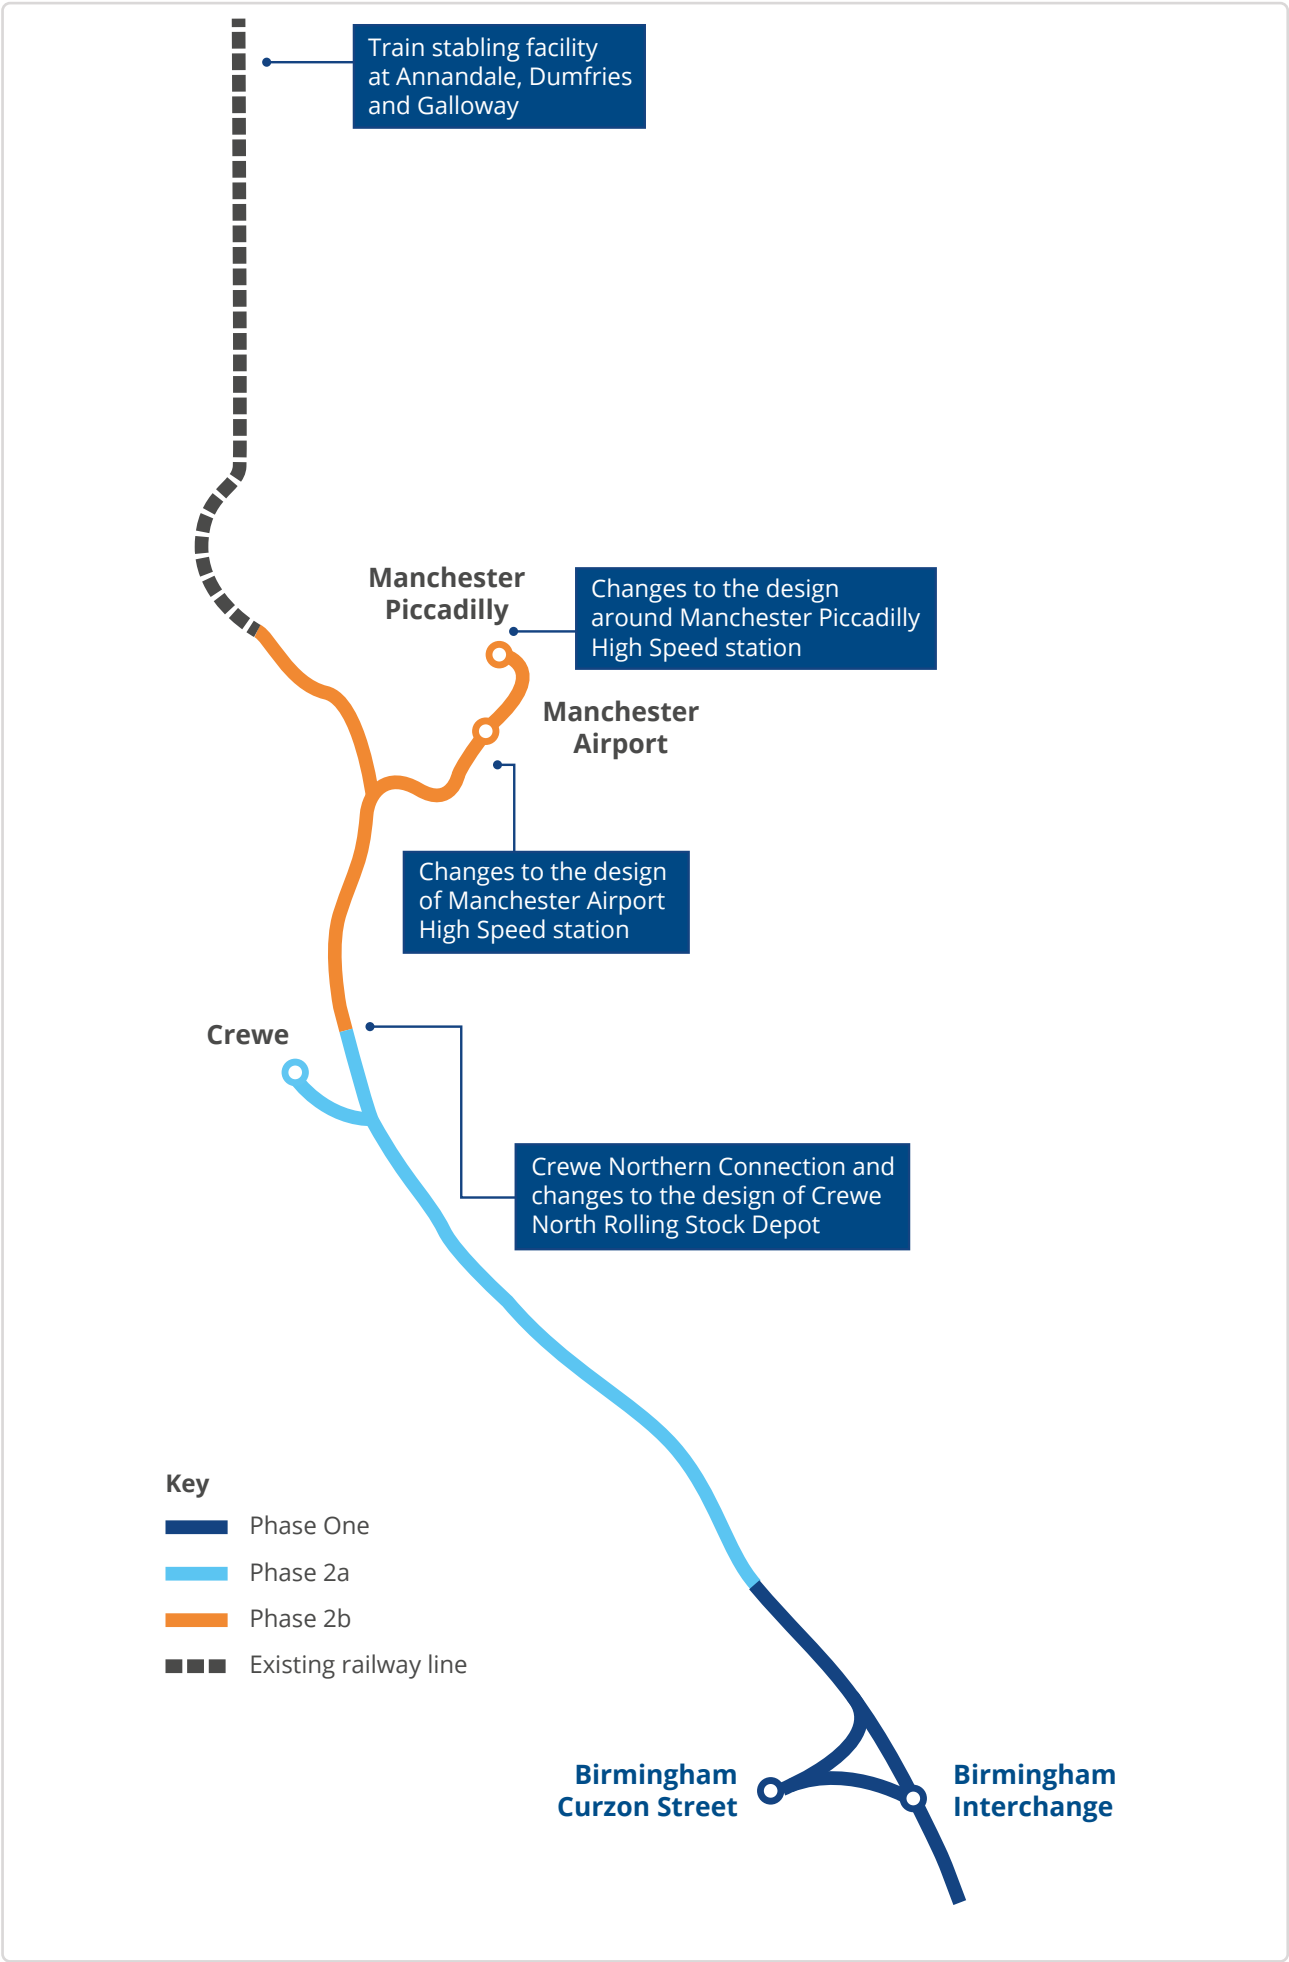 Train stabling facility
at Annandale, Dumfries
and Galloway
Manchester
Piccadilly
Changes to the design
around Manchester Piccadilly
High Speed station
Manchester
Airport
Changes to the design
of Manchester Airport
High Speed station
Crewe
Crewe Northern Connection and
changes to the design of Crewe
North Rolling Stock Depot
Key
Phase One
Phase 2a
Phase 2b
Existing railway line
Birmingham
Curzon Street
Birmingham
Interchange